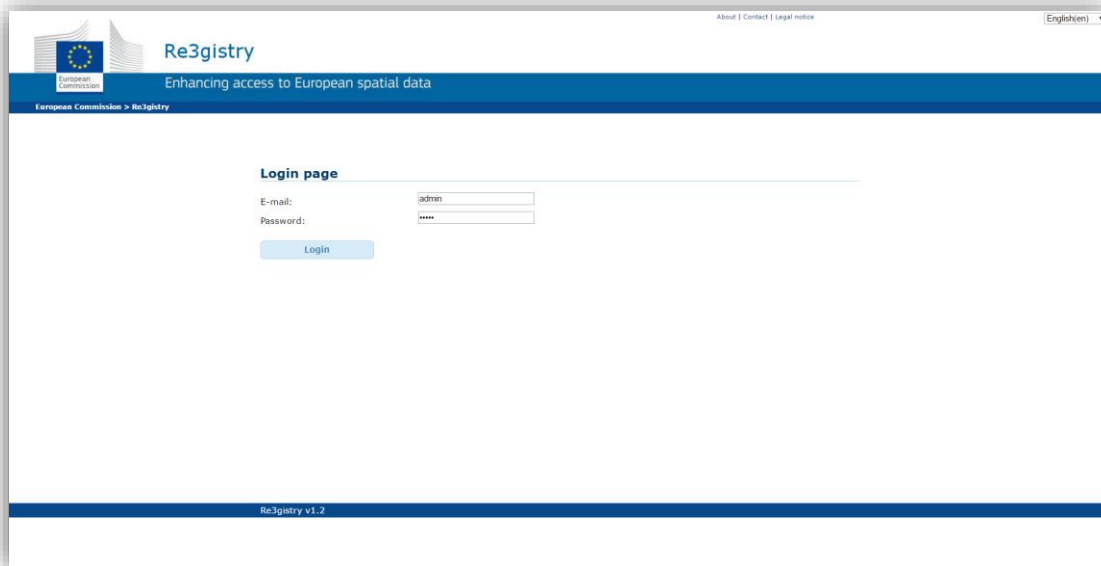 About | Contact | Legal notice
English(en)
Re3gistry
European
Commission
Enhancing access to European spatial data
European Commission > Re3gistry
Login page
E-mail:
admin
Password:
•••••
Login
Re3gistry v1.2